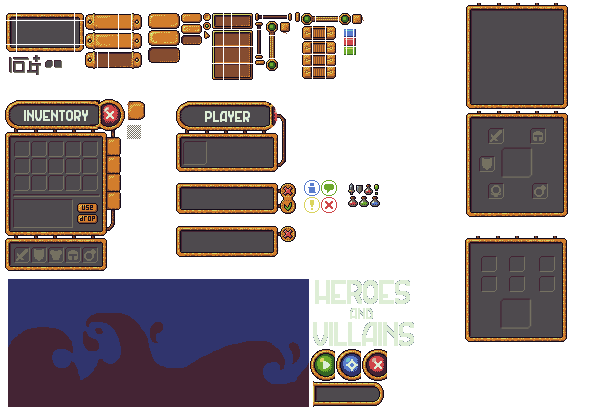 INVENTORY
PLAYER
use
drop
HEROES
AND
VILLAINS